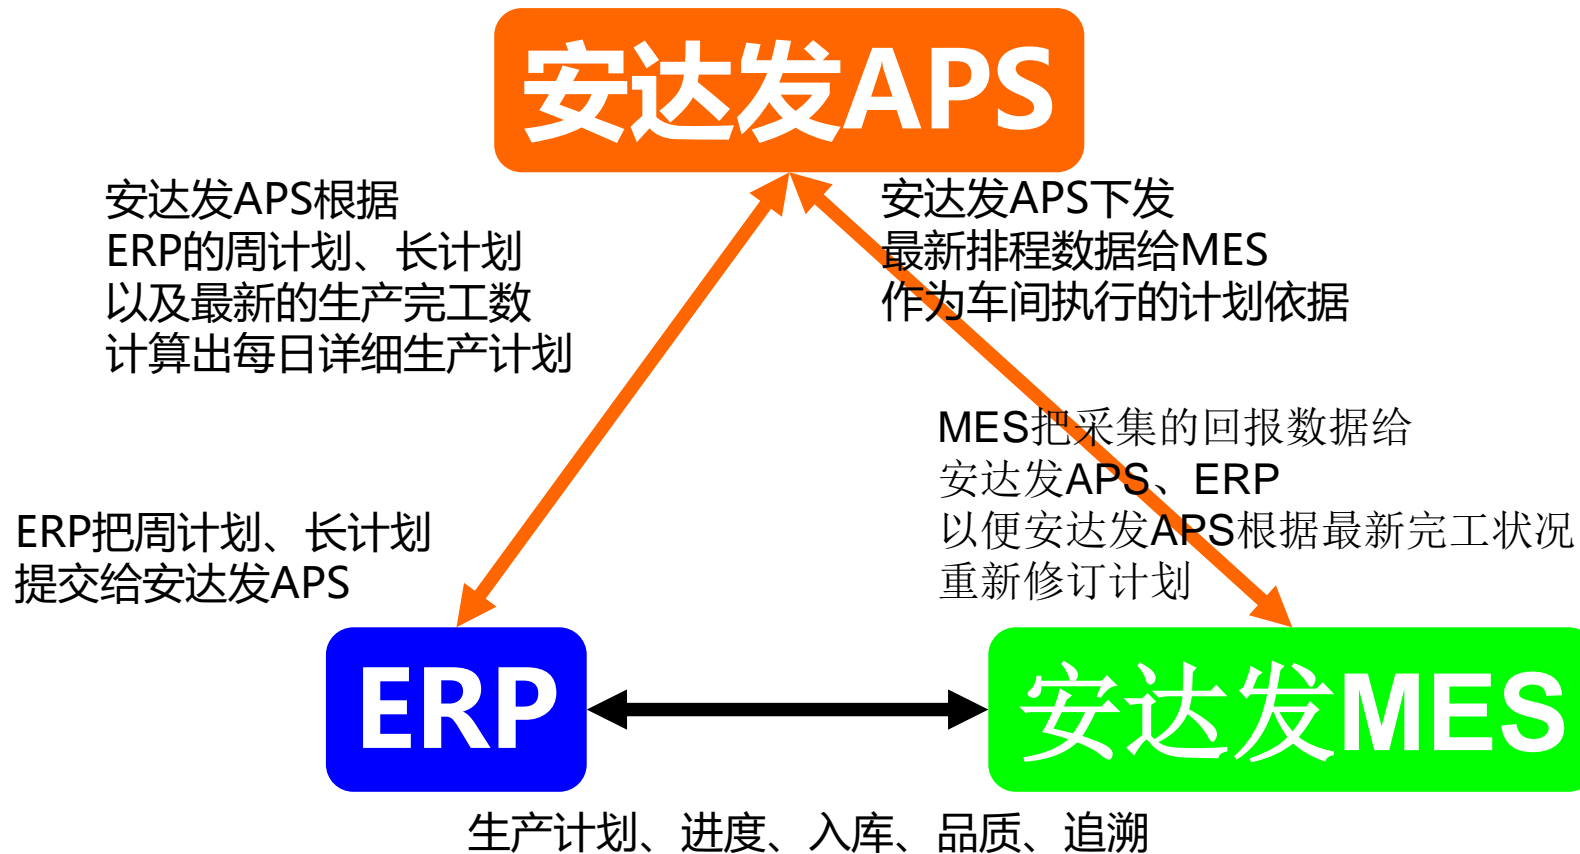 安达发APS
安达发APS根据
ERP的周计划、长计划
以及最新的生产完工数
计算出每日详细生产计划
安达发APS下发
最新排程数据给MES
作为车间执行的计划依据
MES把采集的回报数据给
安达发APS、ERP
以便安达发APS根据最新完工状况
重新修订计划
ERP把周计划、长计划
提交给安达发APS
ERP
安达发MES
生产计划、进度、入库、品质、追溯